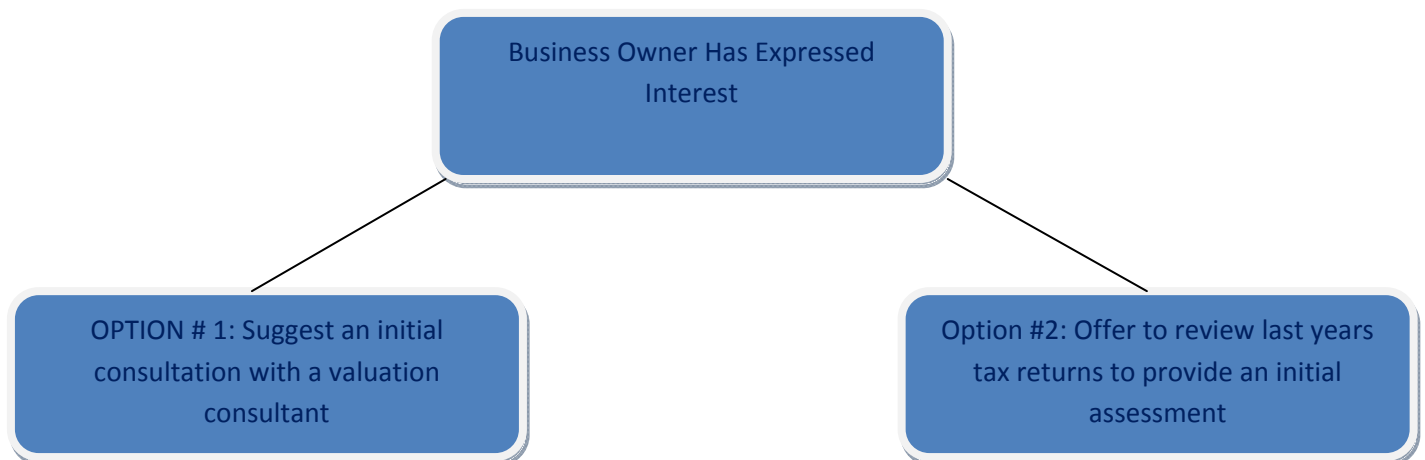 Business Owner Has Expressed
Interest
OPTION # 1: Suggest an initial
consultation with a valuation
consultant
Option #2: Offer to review last years
tax returns to provide an initial
assessment